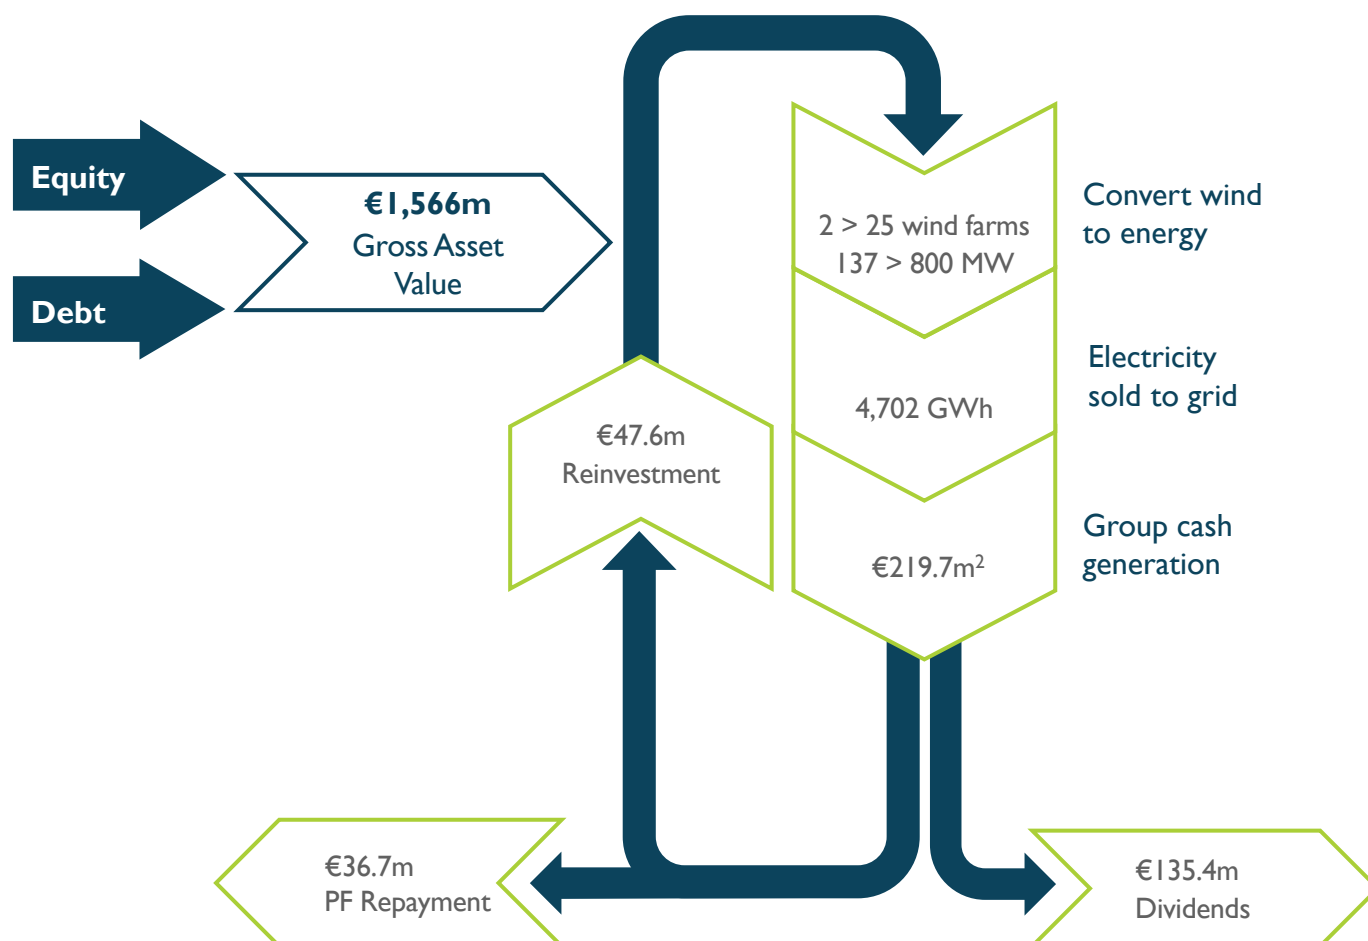 Equity
Debt
€1,566m
Gross Asset
Value
2 > 25 wind farms
137 > 800 MW
Convert wind
to energy
4,702 GWh
Electricity
sold to grid
€47.6m
Reinvestment
€219.7m²
Group cash
generation
€36.7m
PF Repayment
€135.4m
Dividends